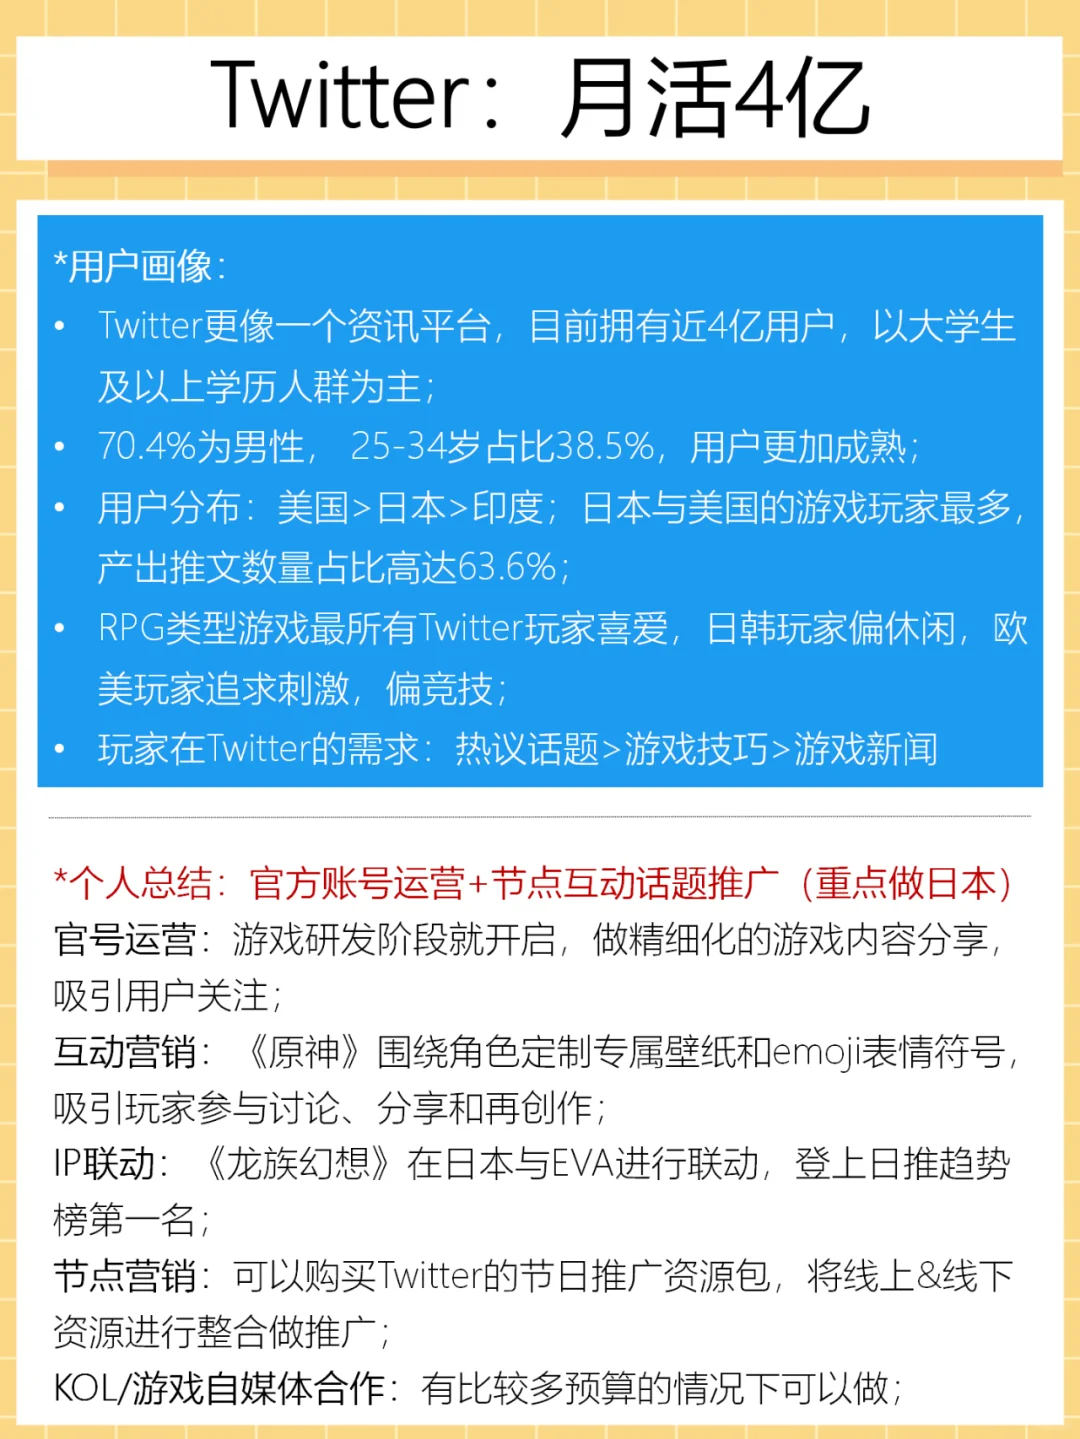 Twitter：月活4亿
*用户画像：
• Twitter更像一个资讯平台，目前拥有近4亿用户，以大学生
及以上学历人群为主；
• 70.4%为男性， 25-34岁占比38.5%，用户更加成熟；
• 用户分布：美国>日本>印度；日本与美国的游戏玩家最多，
产出推文数量占比高达63.6%；
• RPG类型游戏最所有Twitter玩家喜爱，日韩玩家偏休闲，欧
美玩家追求刺激，偏竞技；
• 玩家在Twitter的需求：热议话题>游戏技巧>游戏新闻
*个人总结：官方账号运营+节点互动话题推广（重点做日本）
官号运营：游戏研发阶段就开启，做精细化的游戏内容分享，
吸引用户关注；
互动营销：《原神》围绕角色定制专属壁纸和emoji表情符号，
吸引玩家参与讨论、分享和再创作；
IP联动：《龙族幻想》在日本与EVA进行联动，登上日推趋势
榜第一名；
节点营销：可以购买Twitter的节日推广资源包，将线上&线下
资源进行整合做推广；
KOL/游戏自媒体合作：有比较多预算的情况下可以做；